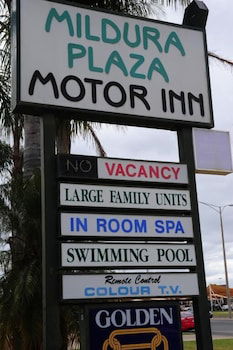 MILDURA
PLAZA
MOTOR INN
NO VACANCY
LARGE FAMILY UNITS
IN ROOM SPA
SWIMMING POOL
Remote Control
COLOUR T.V.
GOLDEN